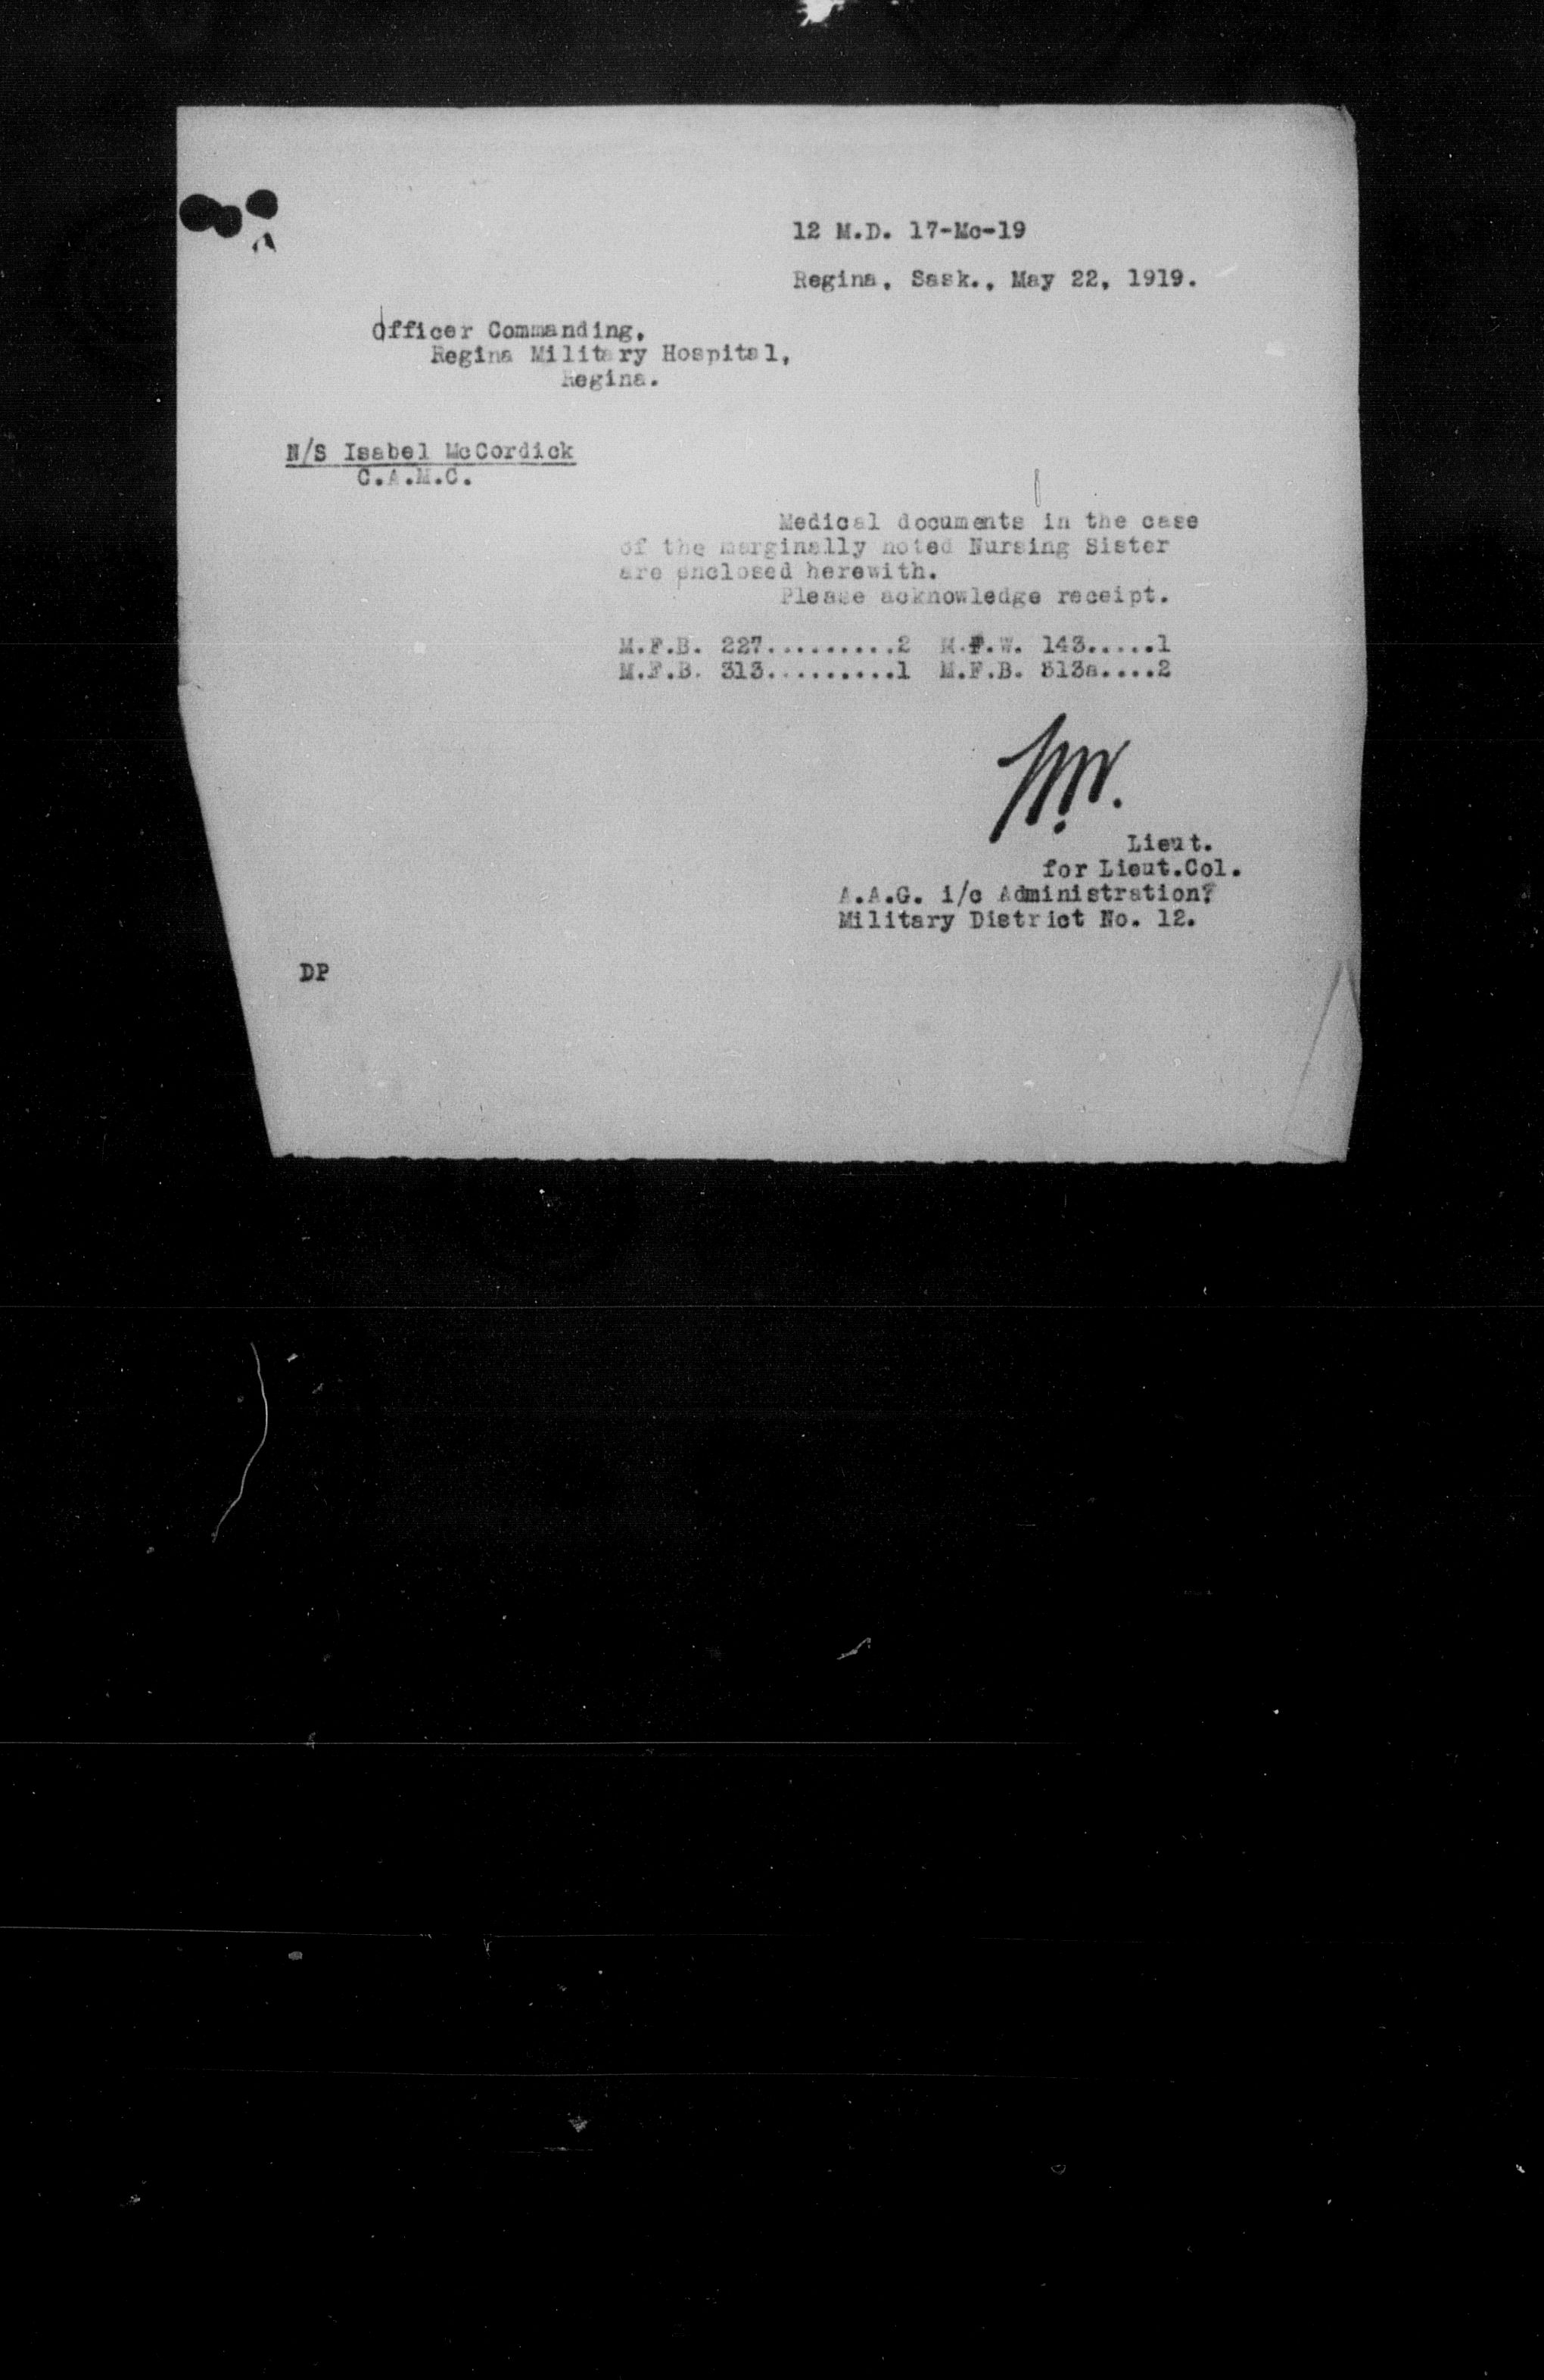 12 M.D. 17-Mc-19
Regina, Sask., May 22, 1919.
Officer Commanding,
Regina Military Hospital,
Regina.
N/S Isabel McCordick
C.A.M.C.
Medical documents in the case
of the marginally noted Nursing Sister
are enclosed herewith.
Please acknowledge receipt.
M.F.B. 227.........2 M.F.W. 143.....1
M.F.B. 313.........1 M.F.B. 313a....2
Lieut.
for Lieut.Col.
A.A.G. i/c Administration,
Military District No. 12.
DP